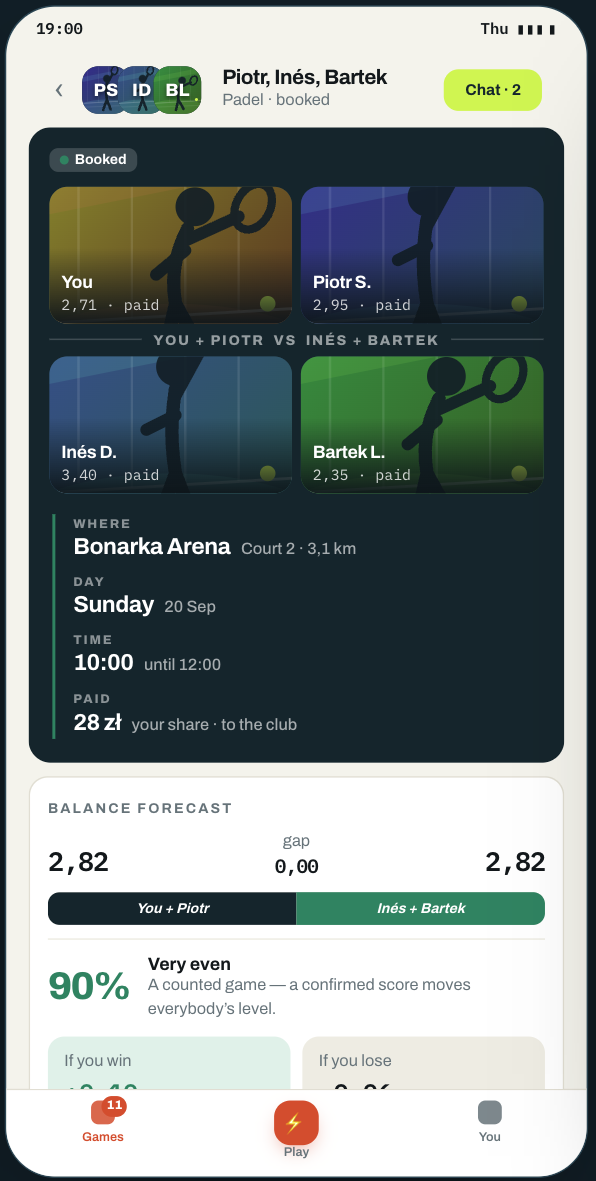 19:00
Thu
‹
PS ID BL
Piotr, Inés, Bartek
Padel · booked
Chat · 2
Booked
You
2,71 · paid
Piotr S.
2,95 · paid
YOU + PIOTR VS INÉS + BARTEK
Inés D.
3,40 · paid
Bartek L.
2,35 · paid
WHERE
Bonarka Arena Court 2 · 3,1 km
DAY
Sunday 20 Sep
TIME
10:00 until 12:00
PAID
28 zł your share · to the club
BALANCE FORECAST
gap
2,82 0,00 2,82
You + Piotr
Inés + Bartek
90%
Very even
A counted game — a confirmed score moves
everybody's level.
If you win
If you lose
11
Games
Play
You